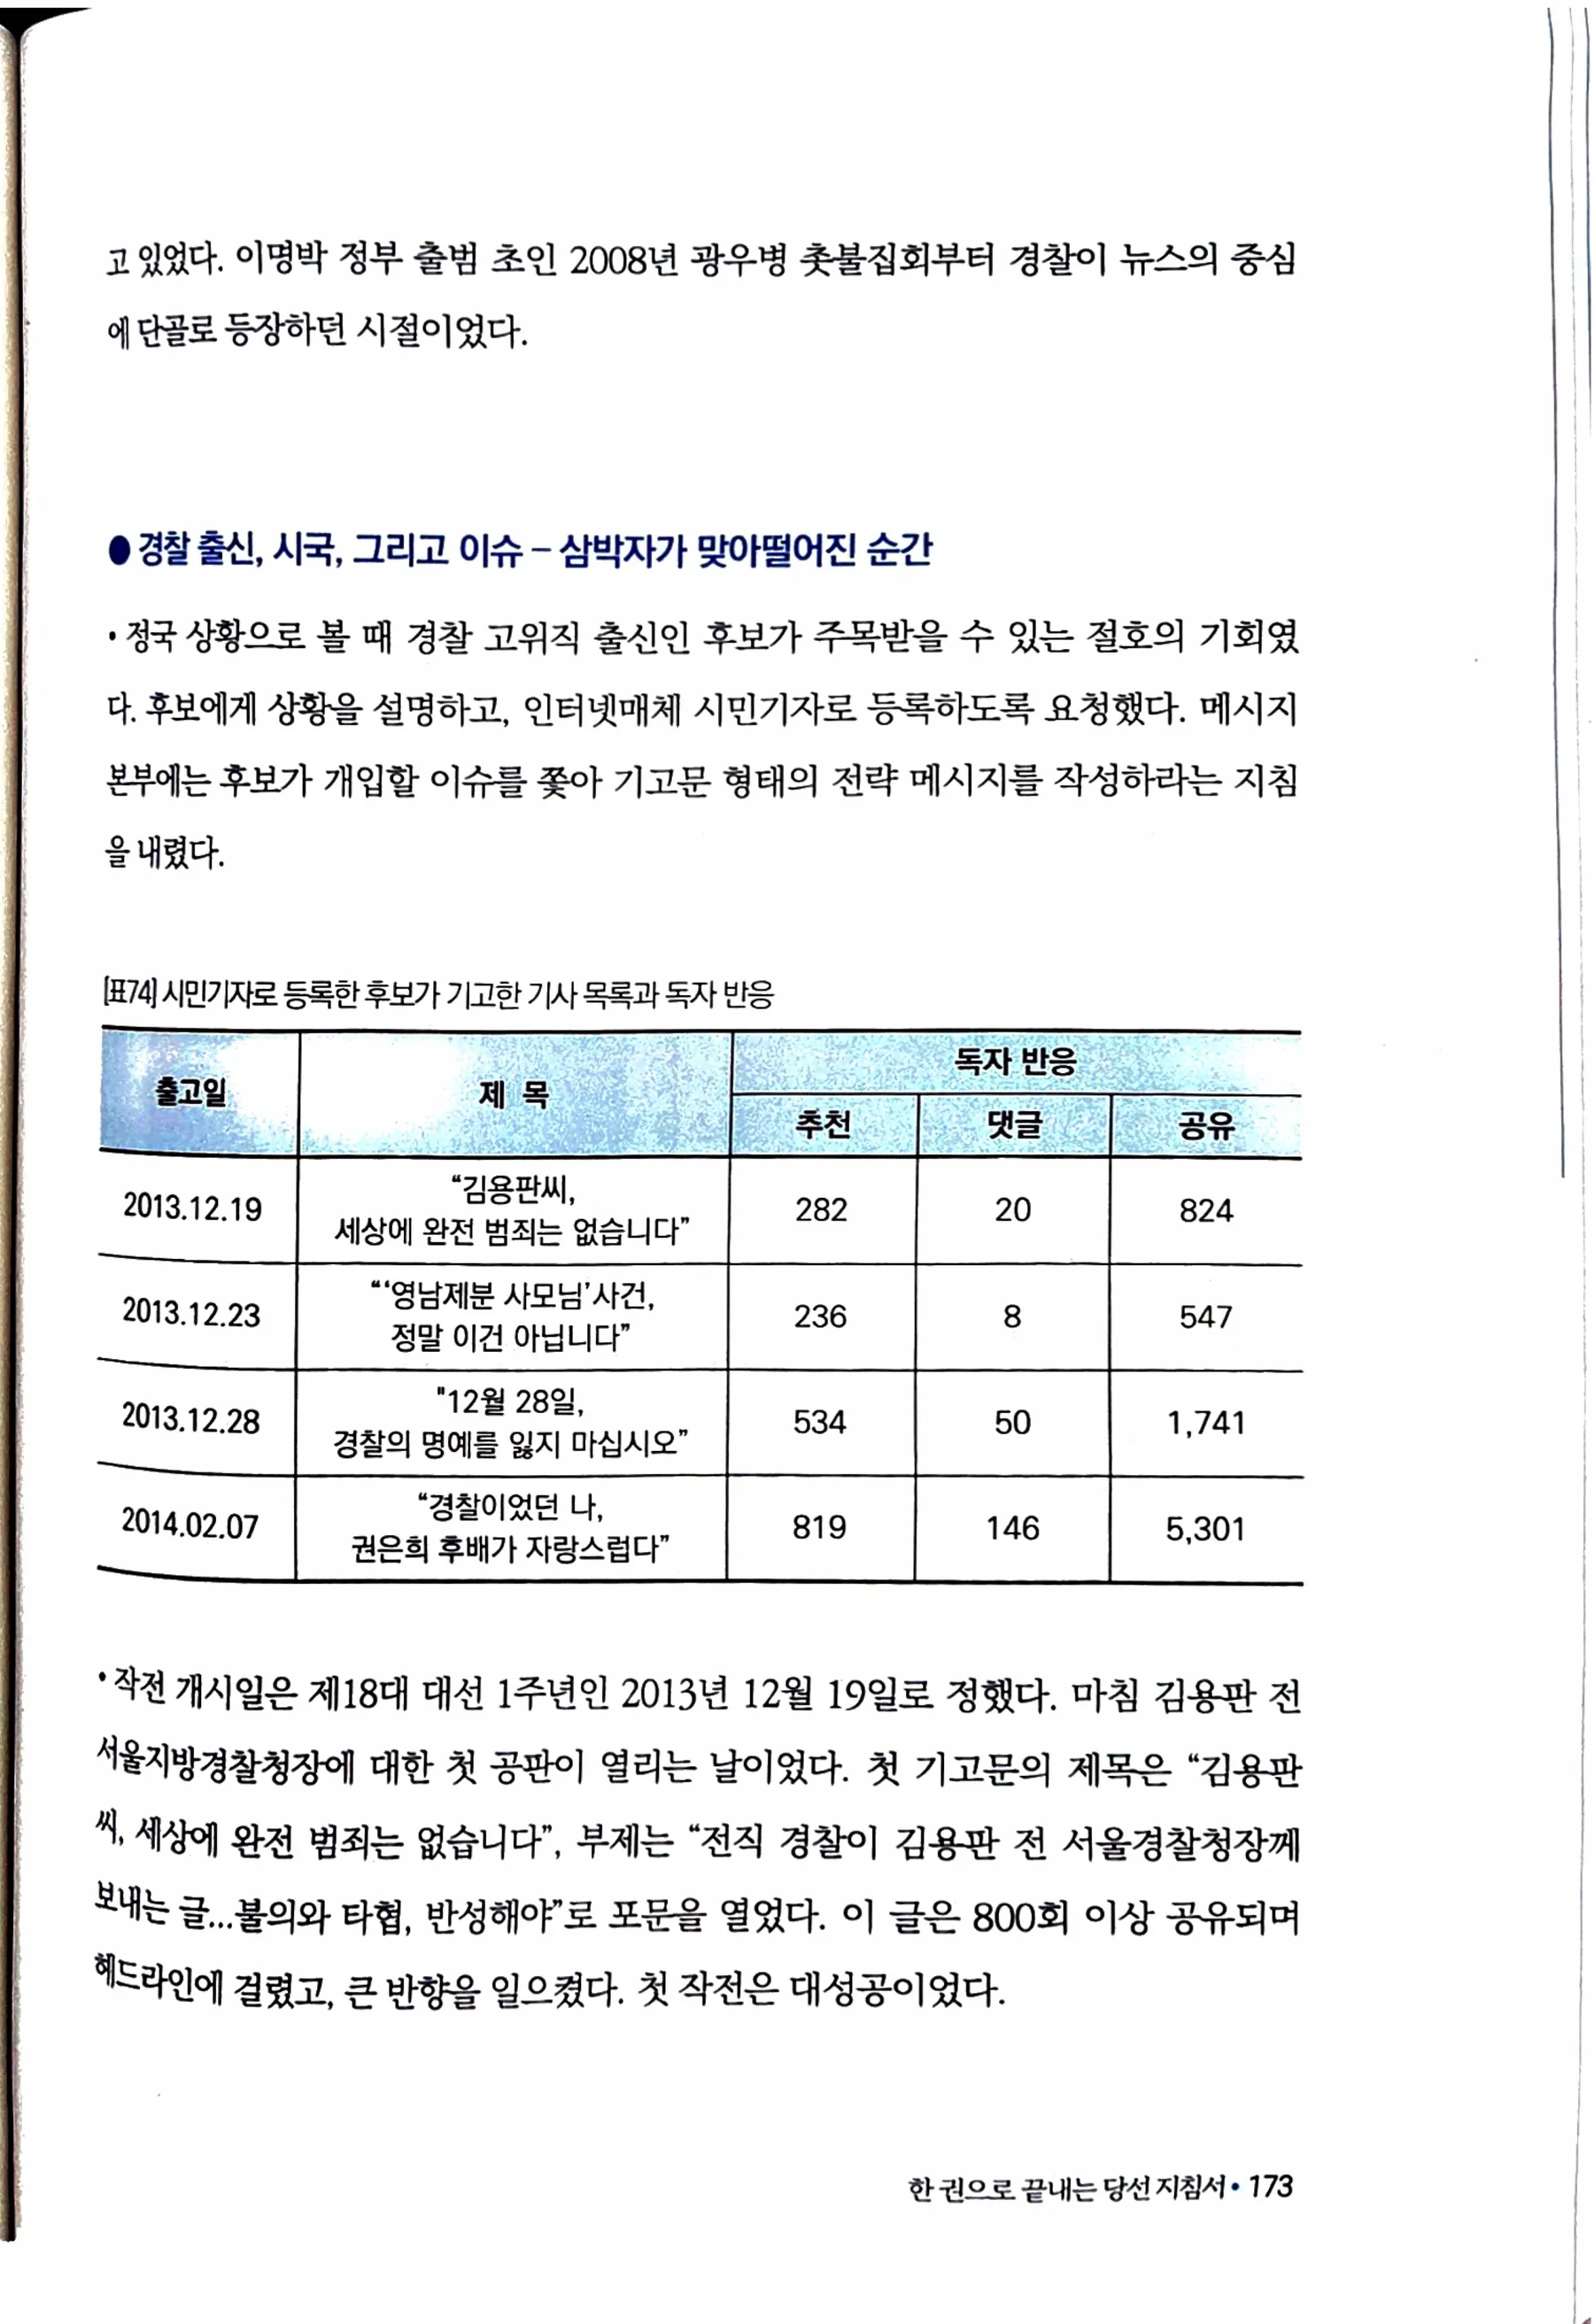 고 있었다. 이명박 정부 출범 초인 2008년 광우병 촛불집회부터 경찰이 뉴스의 중심
에 단골로 등장하던 시절이었다.
● 경찰 출신, 시국, 그리고 이슈 – 삼박자가 맞아떨어진 순간
• 정국 상황으로 볼 때 경찰 고위직 출신인 후보가 주목받을 수 있는 절호의 기회였
다. 후보에게 상황을 설명하고, 인터넷매체 시민기자로 등록하도록 요청했다. 메시지
본부에는 후보가 개입할 이슈를 쫓아 기고문 형태의 전략 메시지를 작성하라는 지침
을 내렸다.
[표74] 시민기자로 등록한 후보가 기고한 기사 목록과 독자 반응
출고일 제 목 독자 반응
추천 댓글 공유
2013.12.19 “김용판씨,
세상에 완전 범죄는 없습니다” 282 20 824
2013.12.23 “‘영남제분 사모님’사건,
정말 이건 아닙니다” 236 8 547
2013.12.28 "12월 28일,
경찰의 명예를 잃지 마십시오” 534 50 1,741
2014.02.07 “경찰이었던 나,
권은희 후배가 자랑스럽다” 819 146 5,301
• 작전 개시일은 제18대 대선 1주년인 2013년 12월 19일로 정했다. 마침 김용판 전
서울지방경찰청장에 대한 첫 공판이 열리는 날이었다. 첫 기고문의 제목은 “김용판
씨, 세상에 완전 범죄는 없습니다”, 부제는 “전직 경찰이 김용판 전 서울경찰청장께
보내는 글...불의와 타협, 반성해야”로 포문을 열었다. 이 글은 800회 이상 공유되며
헤드라인에 걸렸고, 큰 반향을 일으켰다. 첫 작전은 대성공이었다.
한 권으로 끝내는 당선 지침서 • 173